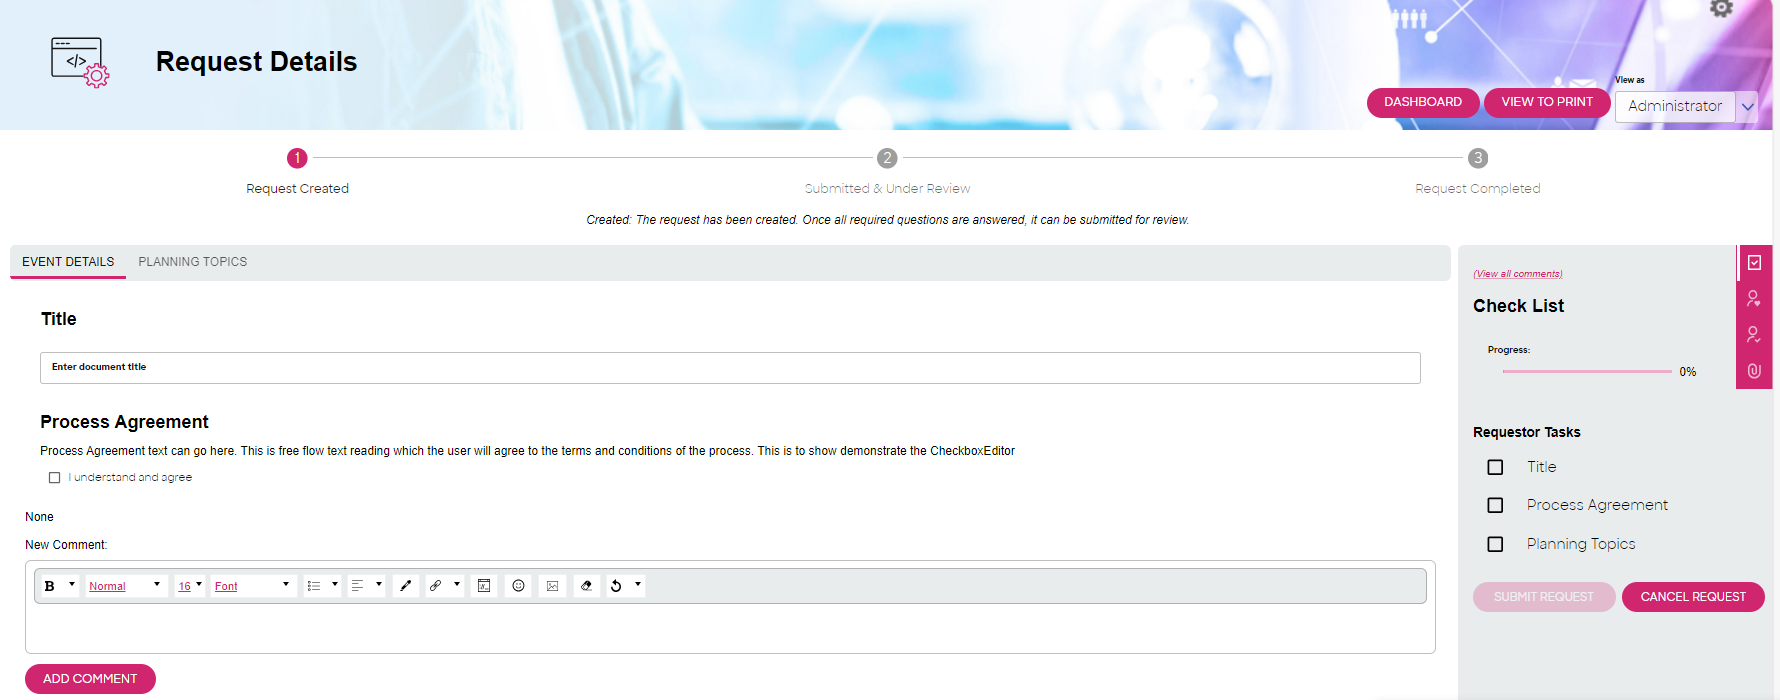 Request Details
View as
DASHBOARD
VIEW TO PRINT
Administrator
1
2
3
Request Created
Submitted & Under Review
Request Completed
Created: The request has been created. Once all required questions are answered, it can be submitted for review.
EVENT DETAILS
PLANNING TOPICS
Title
Enter document title
Process Agreement
Process Agreement text can go here. This is free flow text reading which the user will agree to the terms and conditions of the process. This is to show demonstrate the CheckboxEditor
I understand and agree
None
New Comment:
B
Normal
16
Font
ADD COMMENT
(View all comments)
Check List
Progress:
0%
Requestor Tasks
Title
Process Agreement
Planning Topics
SUBMIT REQUEST
CANCEL REQUEST